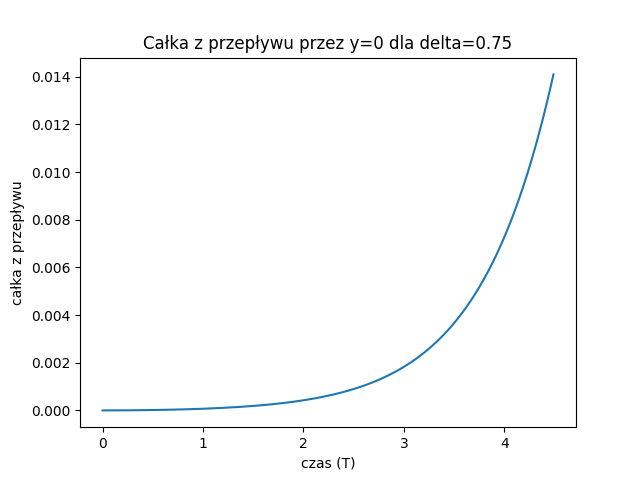 Całka z przepływu przez y=0 dla delta=0.75
0.014
0.012
0.010
0.008
0.006
0.004
0.002
0.000
całka z przepływu
0 1 2 3 4
czas (T)